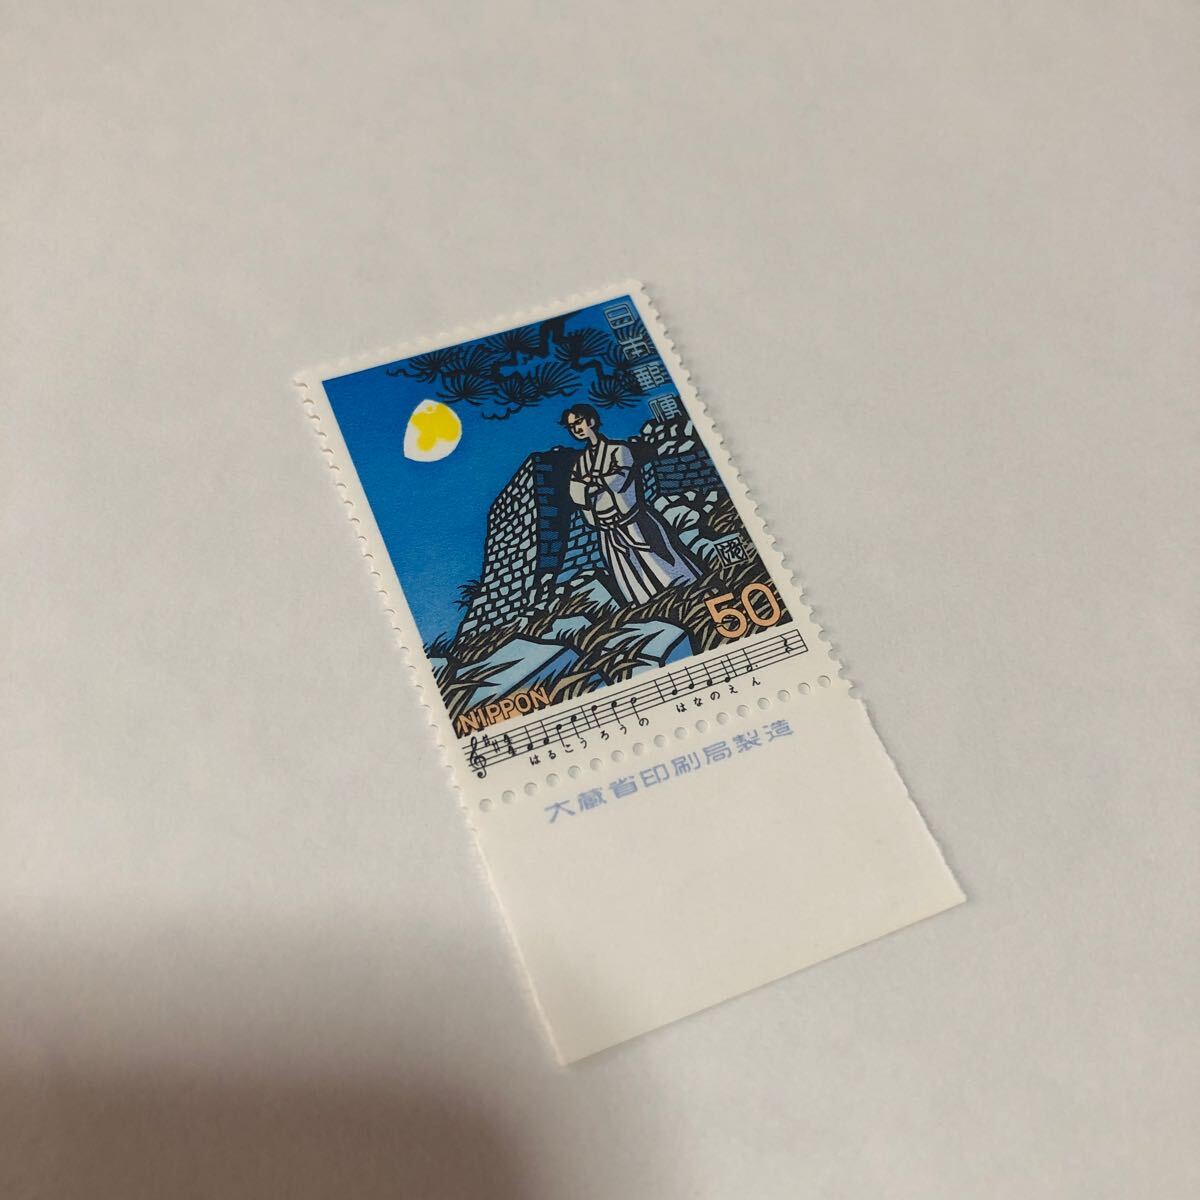 日本郵便
50
NIPPON
はるこうろうの はなのえん
大蔵省印刷局製造